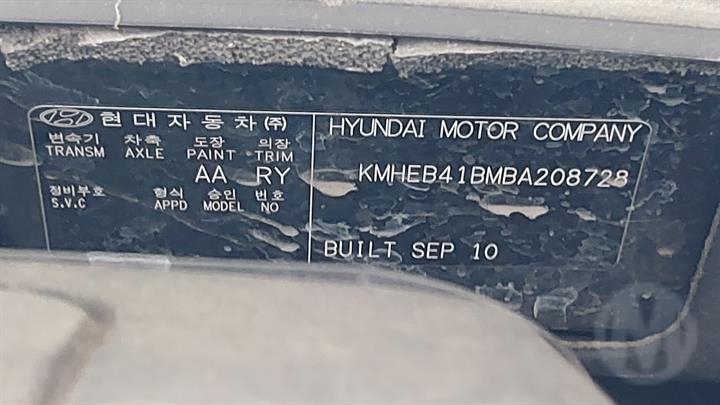 현대자동차(주)
변속기 차축 도장 의장
TRANSM AXLE PAINT TRIM
AA RY
정비부호 형식 승인 번호
S.V.C APPD MODEL NO
HYUNDAI MOTOR COMPANY
KMHEB41BMBA208728
BUILT SEP 10
M